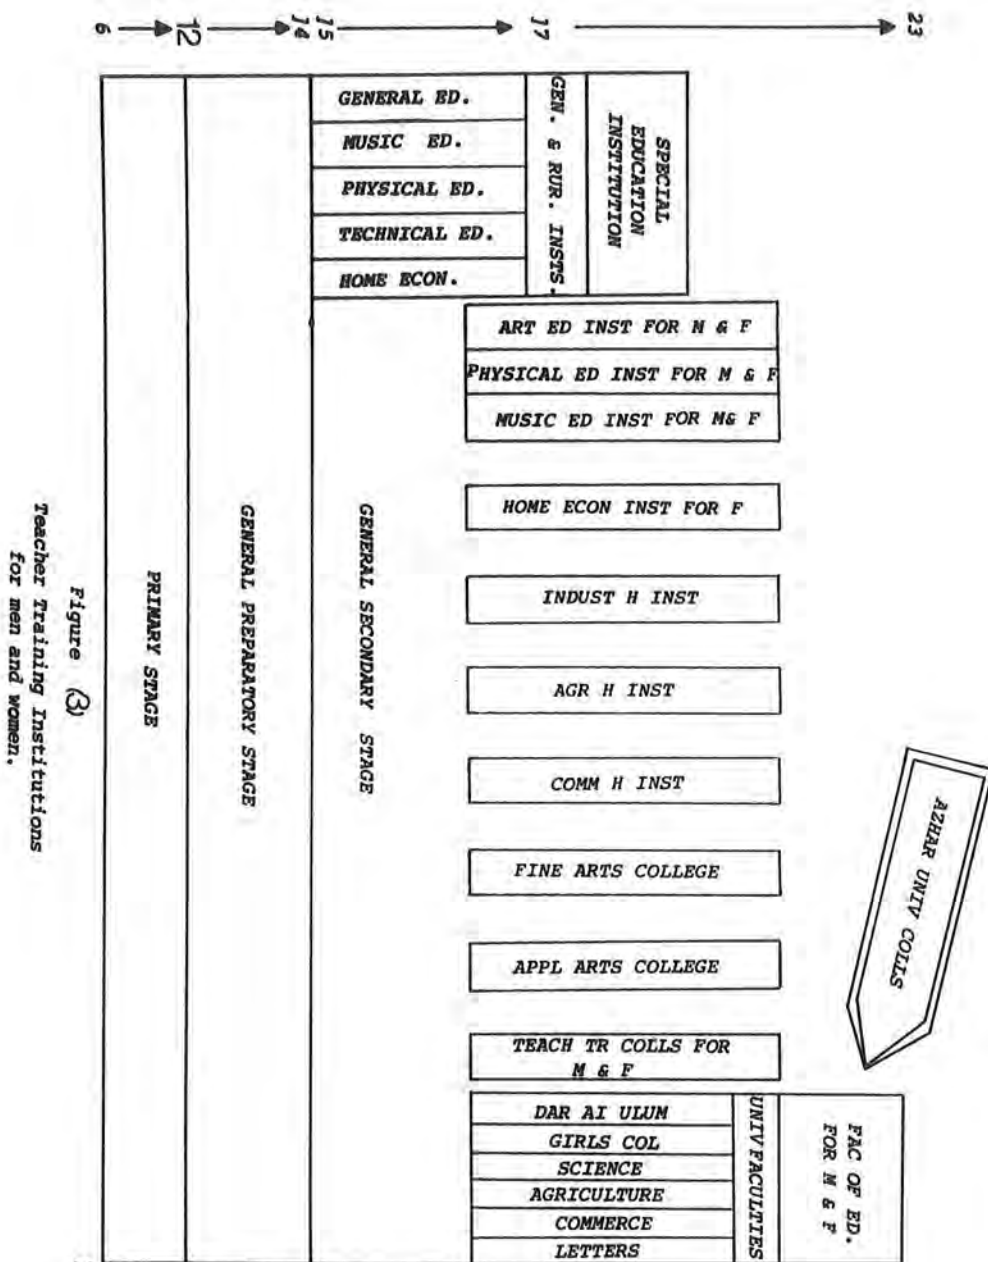 6 12 14 15 17 23
GENERAL ED.
MUSIC ED.
PHYSICAL ED.
TECHNICAL ED.
HOME ECON.
GEN. & RUR. INSTS.
SPECIAL
EDUCATION
INSTITUTION
ART ED INST FOR M & F
PHYSICAL ED INST FOR M & F
MUSIC ED INST FOR M& F
HOME ECON INST FOR F
INDUST H INST
AGR H INST
COMM H INST
FINE ARTS COLLEGE
APPL ARTS COLLEGE
TEACH TR COLLS FOR
M & F
DAR AI ULUM
GIRLS COL
SCIENCE
AGRICULTURE
COMMERCE
LETTERS
UNIV FACULTIES
FAC OF ED.
FOR M & F
AZHAR UNIV COLLS
GENERAL SECONDARY STAGE
GENERAL PREPARATORY STAGE
PRIMARY STAGE
Figure (3)
Teacher Training Institutions
for men and women.